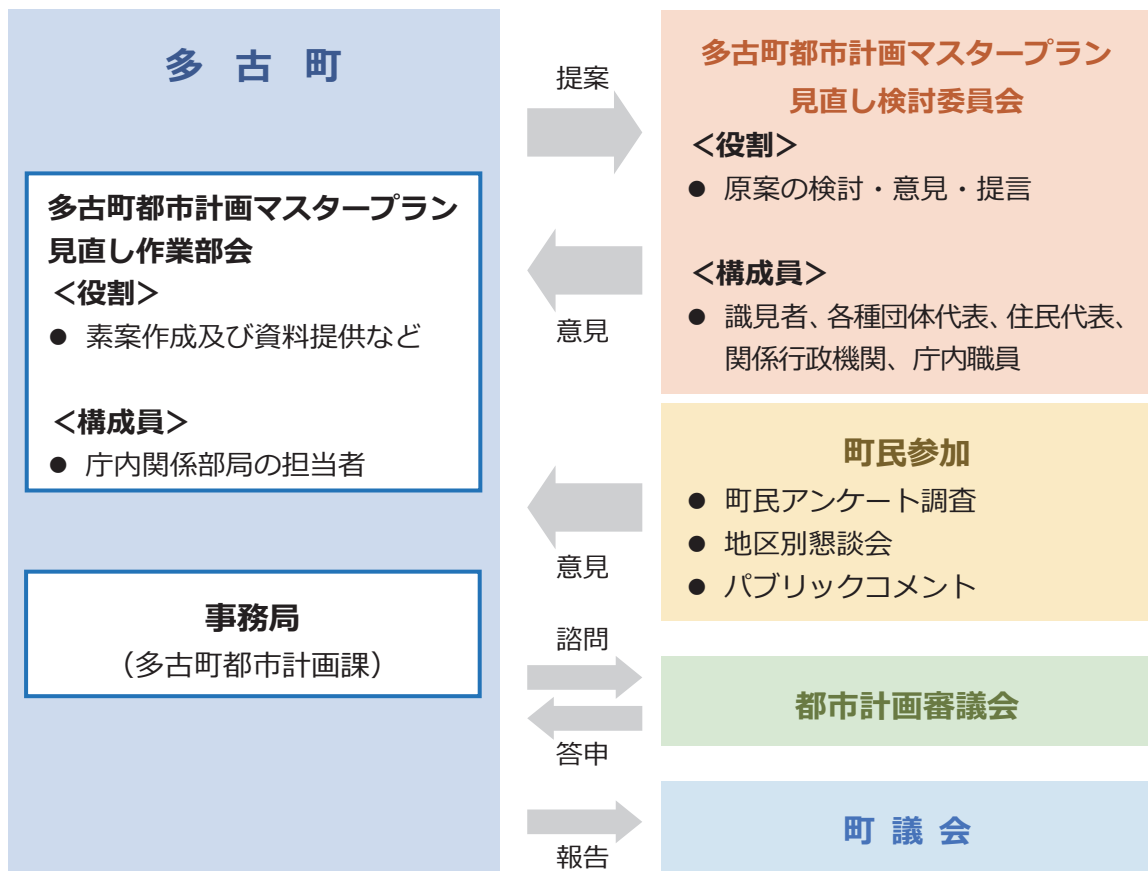 多古町
多古町都市計画マスタープラン
見直し作業部会
＜役割＞
● 素案作成及び資料提供など
＜構成員＞
● 庁内関係部局の担当者
事務局
（多古町都市計画課）
提案
意見
意見
諮問
答申
報告
多古町都市計画マスタープラン
見直し検討委員会
＜役割＞
● 原案の検討・意見・提言
＜構成員＞
● 識見者、各種団体代表、住民代表、
関係行政機関、庁内職員
町民参加
● 町民アンケート調査
● 地区別懇談会
● パブリックコメント
都市計画審議会
町議会